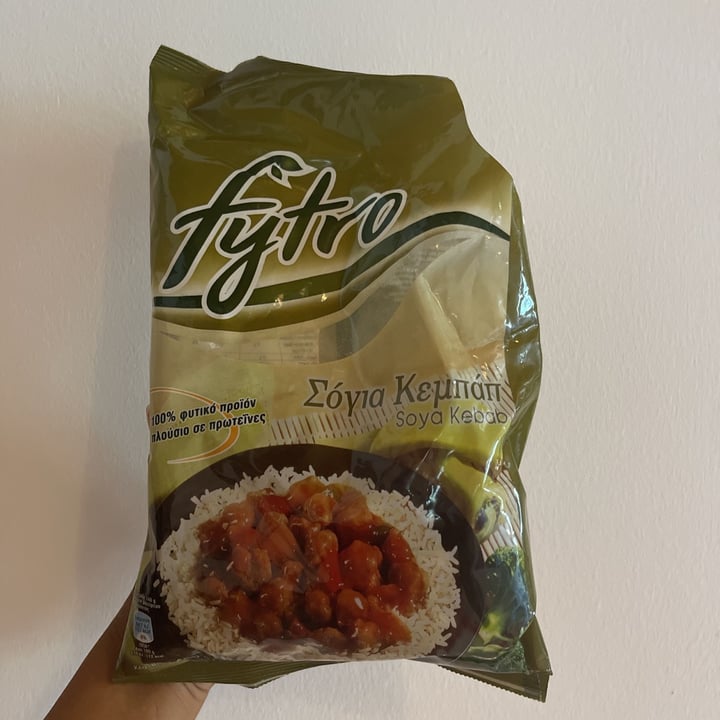 fytro
Σόγια Κεμπάπ
Soya Kebab
100% φυτικό προϊόν
πλούσιο σε πρωτεΐνες